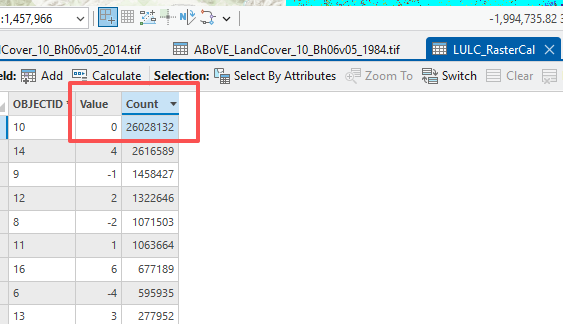 :1,457,966
-1,994,735.82 3
Cover_10_Bh06v05_2014.tif ABoVE_LandCover_10_Bh06v05_1984.tif LULC_RasterCal
eld: Add Calculate Selection: Select By Attributes Zoom To Switch Clear
OBJECTID * Value Count
10 0 26028132
14 4 2616589
9 -1 1458427
12 2 1322646
8 -2 1071503
11 1 1063664
16 6 677189
6 -4 595935
13 3 277952